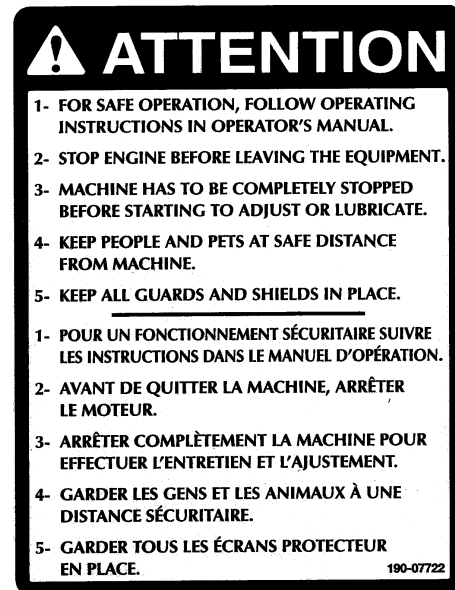 ATTENTION
1- FOR SAFE OPERATION, FOLLOW OPERATING
INSTRUCTIONS IN OPERATOR'S MANUAL.
2- STOP ENGINE BEFORE LEAVING THE EQUIPMENT.
3- MACHINE HAS TO BE COMPLETELY STOPPED
BEFORE STARTING TO ADJUST OR LUBRICATE.
4- KEEP PEOPLE AND PETS AT SAFE DISTANCE
FROM MACHINE.
5- KEEP ALL GUARDS AND SHIELDS IN PLACE.
1- POUR UN FONCTIONNEMENT SÉCURITAIRE SUIVRE
LES INSTRUCTIONS DANS LE MANUEL D'OPÉRATION.
2- AVANT DE QUITTER LA MACHINE, ARRÊTER
LE MOTEUR.
3- ARRÊTER COMPLÈTEMENT LA MACHINE POUR
EFFECTUER L'ENTRETIEN ET L'AJUSTEMENT.
4- GARDER LES GENS ET LES ANIMAUX À UNE
DISTANCE SÉCURITAIRE.
5- GARDER TOUS LES ÉCRANS PROTECTEUR
EN PLACE.
190-07722